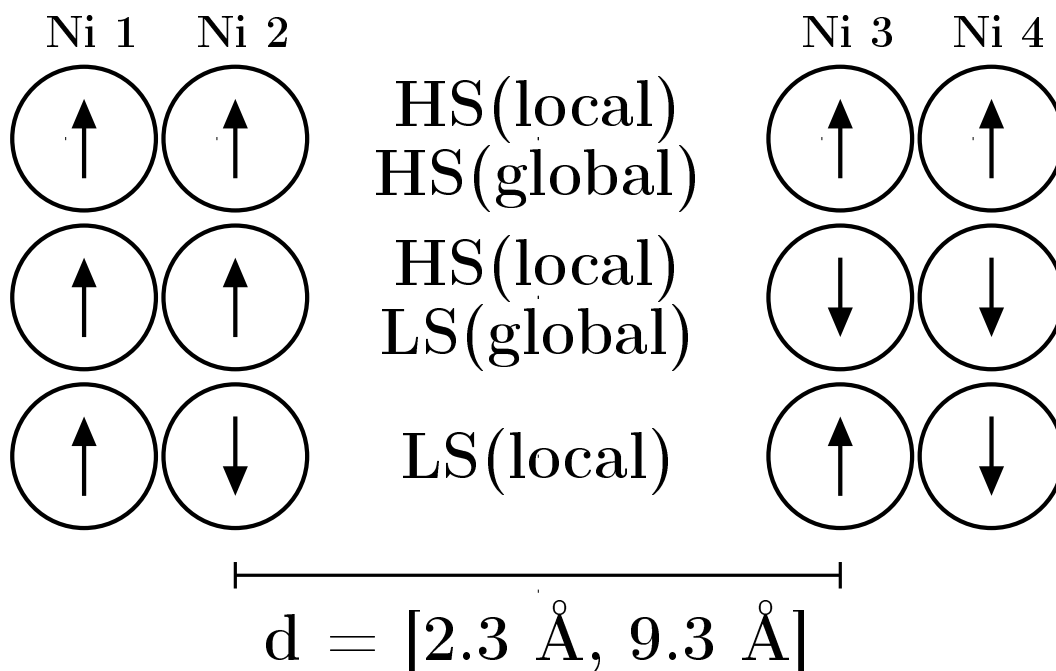 Ni 1 Ni 2 Ni 3 Ni 4
HS(local)
HS(global)
HS(local)
LS(global)
LS(local)
d = [2.3 Å, 9.3 Å]